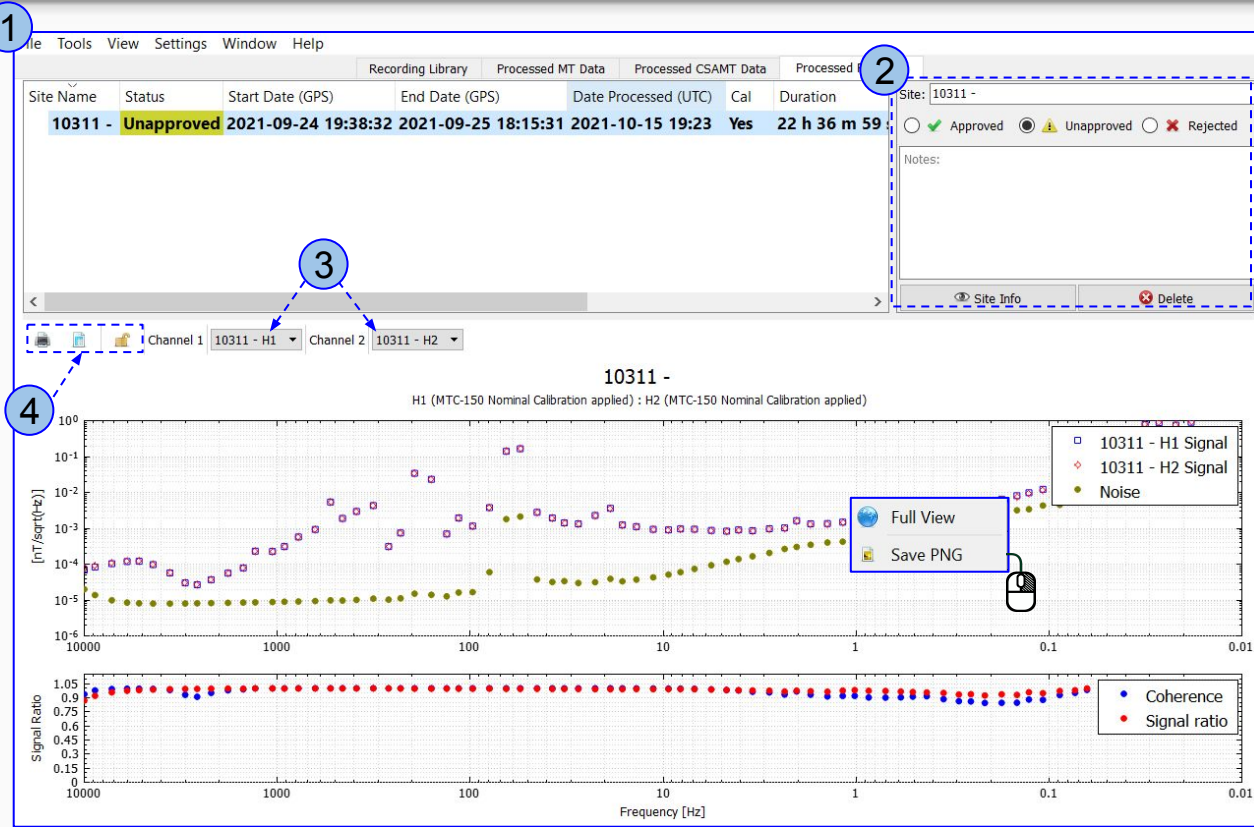 1
ile Tools View Settings Window Help
Recording Library Processed MT Data Processed CSAMT Data Processed
2
Site Name Status Start Date (GPS) End Date (GPS) Date Processed (UTC) Cal Duration
10311 - Unapproved 2021-09-24 19:38:32 2021-09-25 18:15:31 2021-10-15 19:23 Yes 22 h 36 m 59 s
Site: 10311 -
Approved Unapproved Rejected
Notes:
Site Info Delete
3
Channel 1 10311 - H1 Channel 2 10311 - H2
4
10311 -
H1 (MTC-150 Nominal Calibration applied) : H2 (MTC-150 Nominal Calibration applied)
[nT/sqrt(Hz)]
10^0
10^-1
10^-2
10^-3
10^-4
10^-5
10^-6
10000 1000 100 10 1 0.1 0.01
10311 - H1 Signal
10311 - H2 Signal
Noise
Full View
Save PNG
Signal Ratio
1.05
0.9
0.75
0.6
0.45
0.3
0.15
0
10000 1000 100 10 1 0.1 0.01
Coherence
Signal ratio
Frequency [Hz]